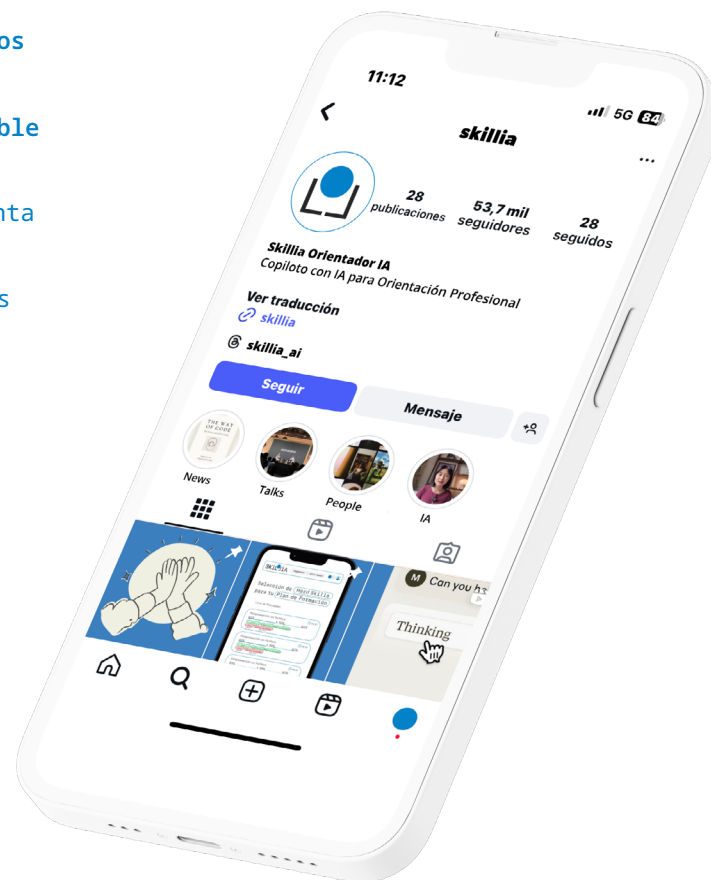 os
ble
nta
s
11:12
5G 84
skillia
28
publicaciones
53,7 mil
seguidores
28
seguidos
Skillia Orientador IA
Copiloto con IA para Orientación Profesional
Ver traducción
skillia
skillia_ai
Seguir
Mensaje
THE WAY
OF CODE
News
Talks
People
IA
SKILLIA
Selección de Hard Skills
para tu Plan de Formación
M Can you h
Thinking